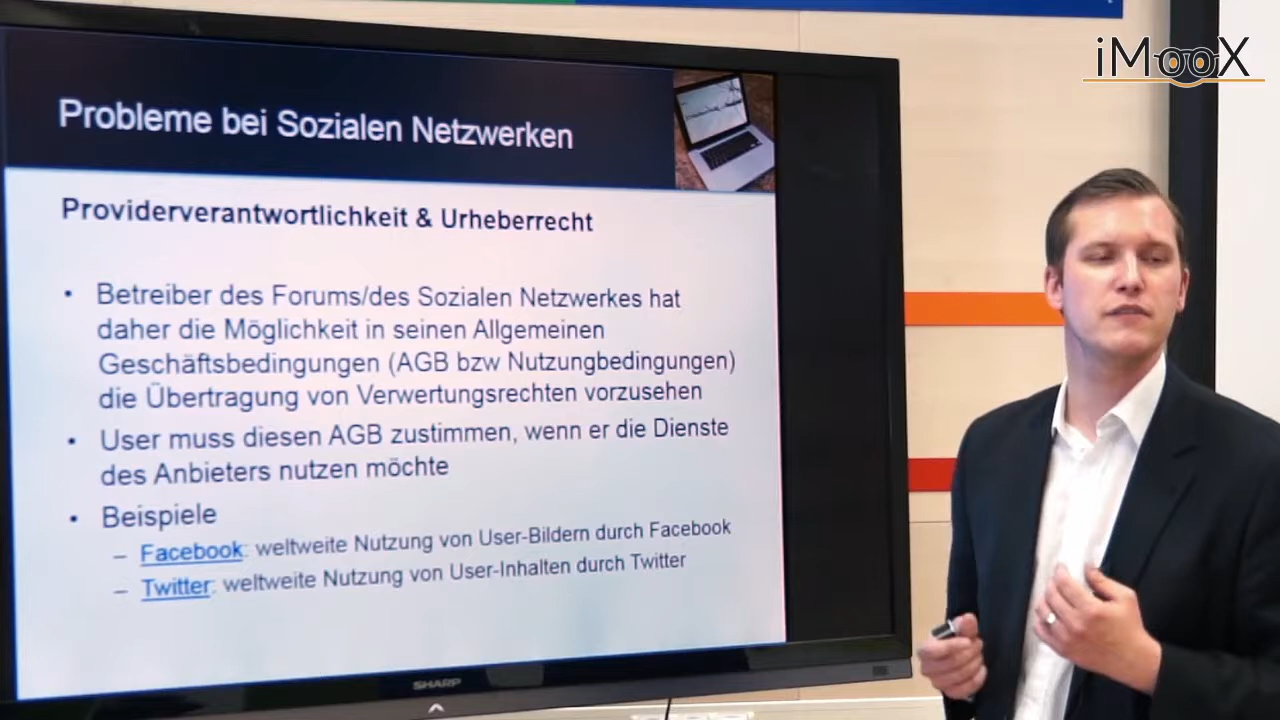 iMooX
Probleme bei Sozialen Netzwerken
Providerverantwortlichkeit & Urheberrecht
• Betreiber des Forums/des Sozialen Netzwerkes hat
daher die Möglichkeit in seinen Allgemeinen
Geschäftsbedingungen (AGB bzw Nutzungbedingungen)
die Übertragung von Verwertungsrechten vorzusehen
• User muss diesen AGB zustimmen, wenn er die Dienste
des Anbieters nutzen möchte
• Beispiele
– Facebook: weltweite Nutzung von User-Bildern durch Facebook
– Twitter: weltweite Nutzung von User-Inhalten durch Twitter
SHARP